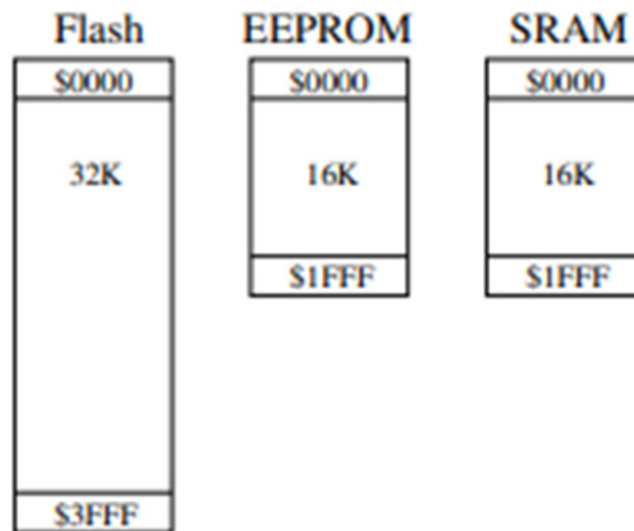 Flash EEPROM SRAM
$0000 $0000 $0000
32K 16K 16K
$1FFF $1FFF
$3FFF